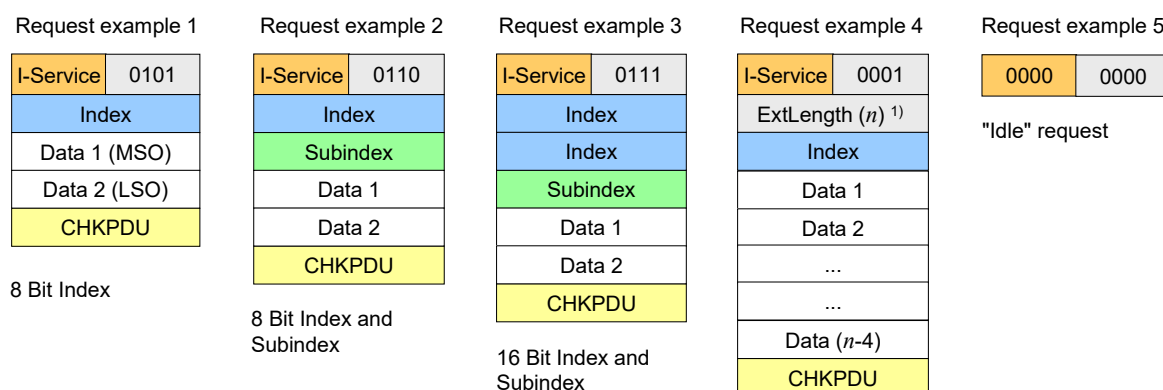 Request example 1
I-Service 0101
Index
Data 1 (MSO)
Data 2 (LSO)
CHKPDU
8 Bit Index
Request example 2
I-Service 0110
Index
Subindex
Data 1
Data 2
CHKPDU
8 Bit Index and
Subindex
Request example 3
I-Service 0111
Index
Index
Subindex
Data 1
Data 2
CHKPDU
16 Bit Index and
Subindex
Request example 4
I-Service 0001
ExtLength (n) 1)
Index
Data 1
Data 2
...
...
Data (n-4)
CHKPDU
Request example 5
0000 0000
"Idle" request